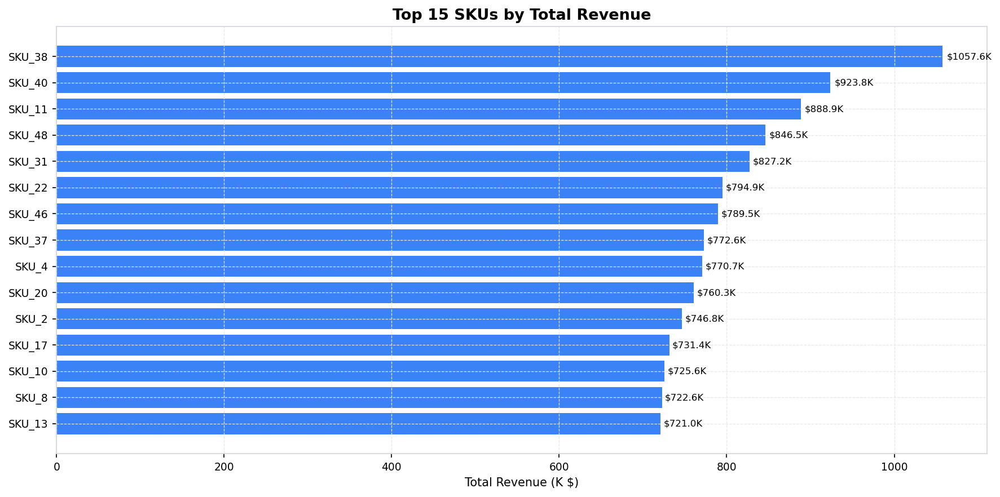 Top 15 SKUs by Total Revenue
SKU_38 $1057.6K
SKU_40 $923.8K
SKU_11 $888.9K
SKU_48 $846.5K
SKU_31 $827.2K
SKU_22 $794.9K
SKU_46 $789.5K
SKU_37 $772.6K
SKU_4 $770.7K
SKU_20 $760.3K
SKU_2 $746.8K
SKU_17 $731.4K
SKU_10 $725.6K
SKU_8 $722.6K
SKU_13 $721.0K
0 200 400 600 800 1000
Total Revenue (K $)